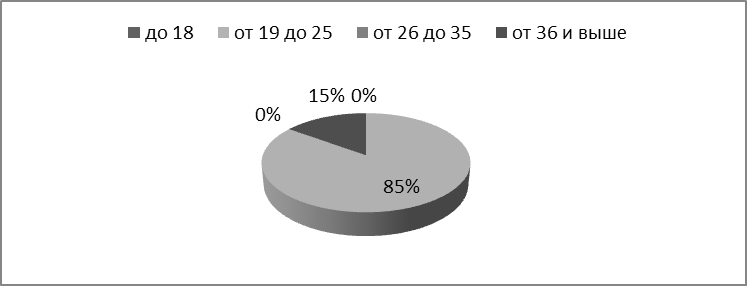 до 18 от 19 до 25 от 26 до 35 от 36 и выше
15% 0%
0%
85%